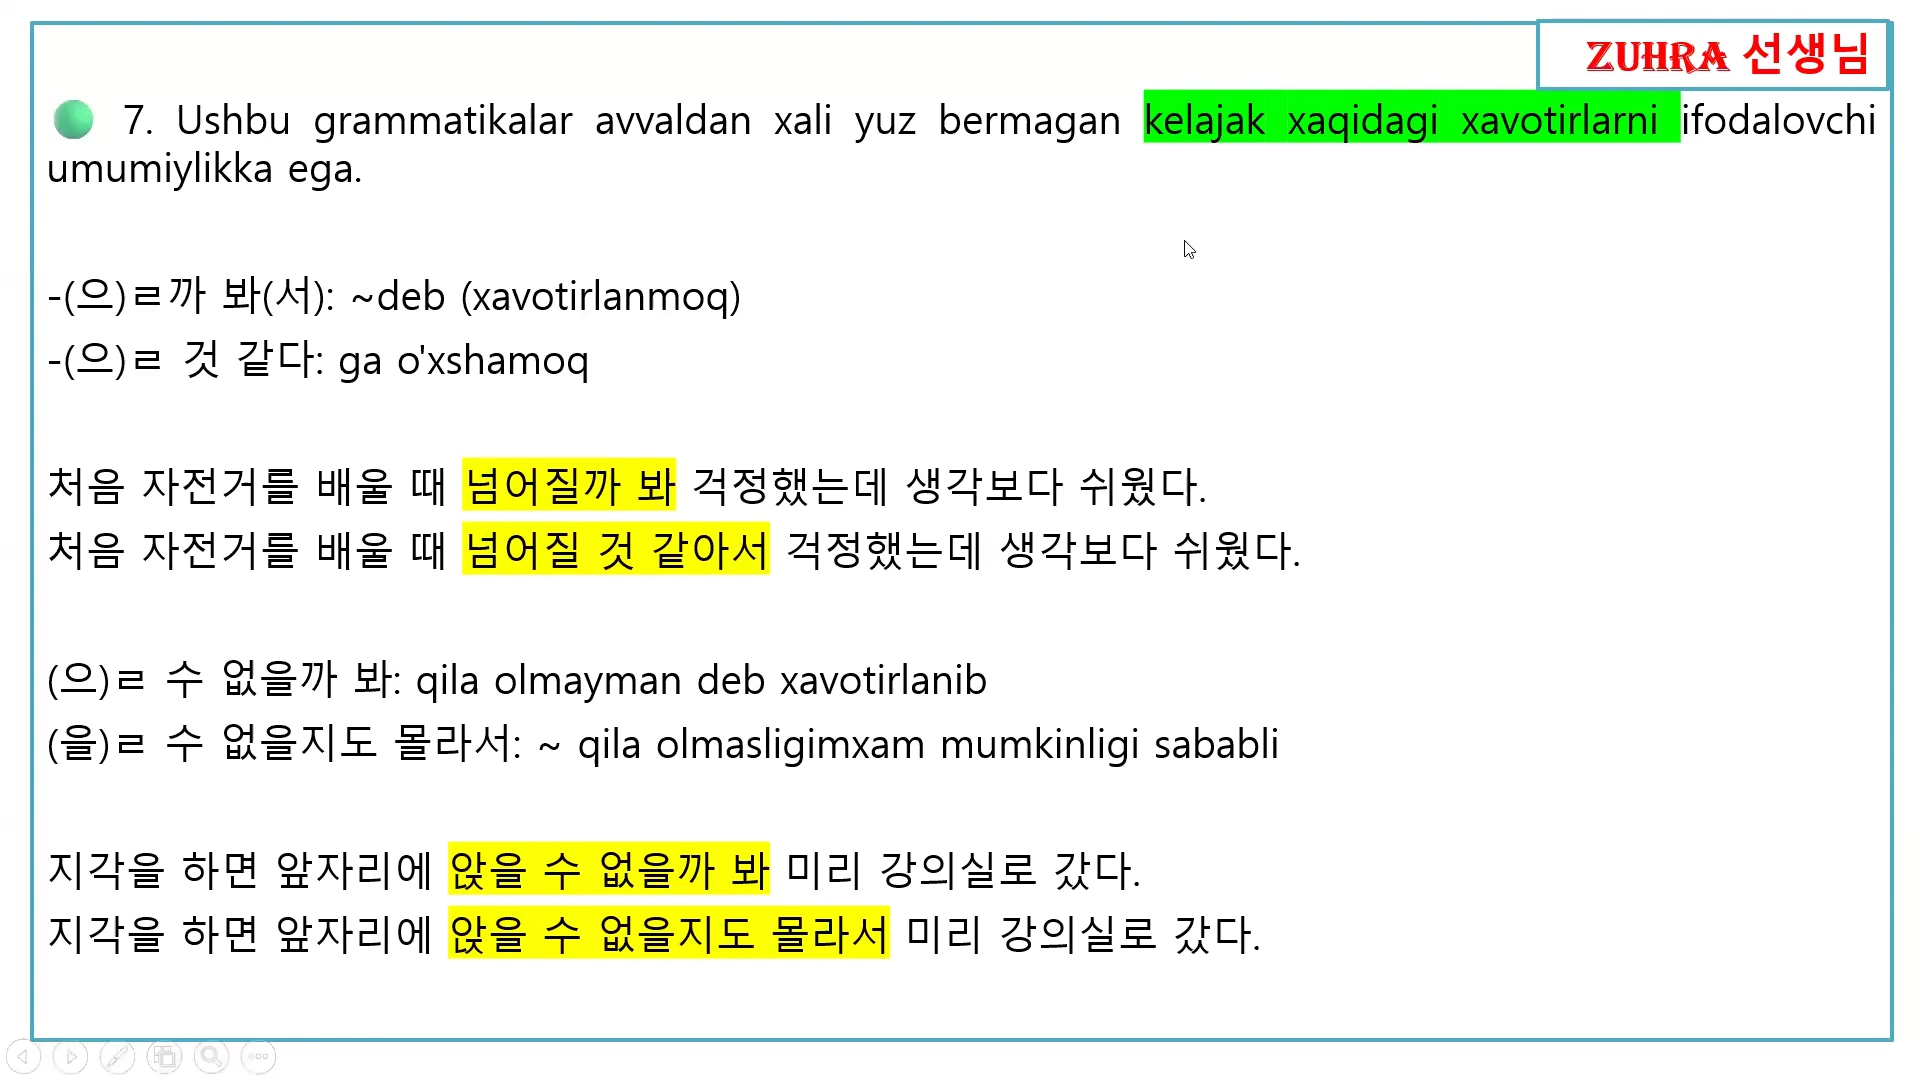 ZUHRA 선생님
7. Ushbu grammatikalar avvaldan xali yuz bermagan kelajak xaqidagi xavotirlarni ifodalovchi
umumiylikka ega.
-(으)ㄹ까 봐(서): ~deb (xavotirlanmoq)
-(으)ㄹ 것 같다: ga o'xshamoq
처음 자전거를 배울 때 넘어질까 봐 걱정했는데 생각보다 쉬웠다.
처음 자전거를 배울 때 넘어질 것 같아서 걱정했는데 생각보다 쉬웠다.
(으)ㄹ 수 없을까 봐: qila olmayman deb xavotirlanib
(을)ㄹ 수 없을지도 몰라서: ~ qila olmasligimxam mumkinligi sababli
지각을 하면 앞자리에 앉을 수 없을까 봐 미리 강의실로 갔다.
지각을 하면 앞자리에 앉을 수 없을지도 몰라서 미리 강의실로 갔다.